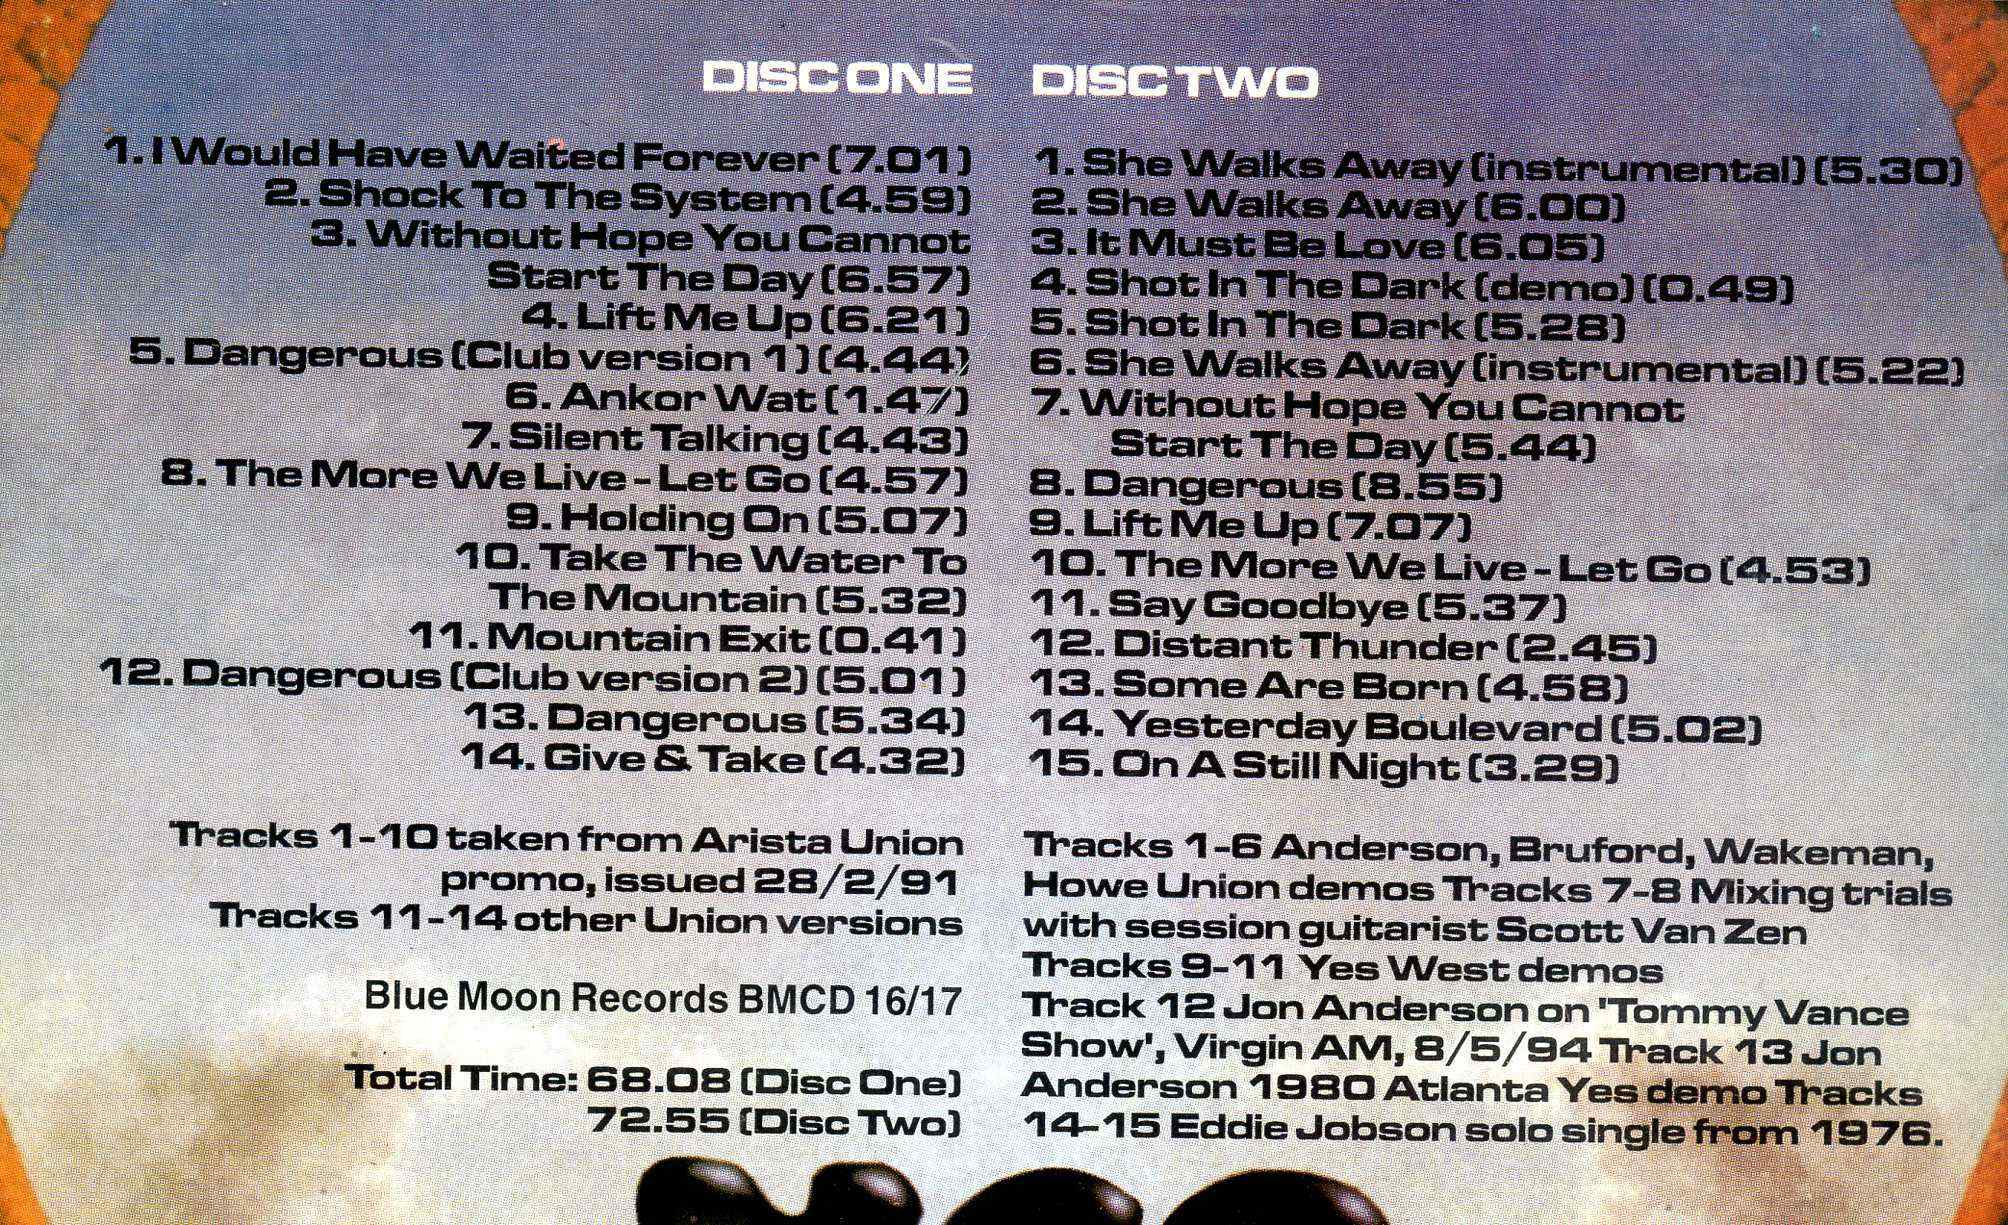 DISC ONE
1. I Would Have Waited Forever (7.01)
2. Shock To The System (4.59)
3. Without Hope You Cannot
Start The Day (6.57)
4. Lift Me Up (6.21)
5. Dangerous (Club version 1) (4.44)
6. Ankor Wat (1.47)
7. Silent Talking (4.43)
8. The More We Live - Let Go (4.57)
9. Holding On (5.07)
10. Take The Water To
The Mountain (5.32)
11. Mountain Exit (0.41)
12. Dangerous (Club version 2) (5.01)
13. Dangerous (5.34)
14. Give & Take (4.32)
Tracks 1-10 taken from Arista Union
promo, issued 28/2/91
Tracks 11-14 other Union versions
Blue Moon Records BMCD 16/17
Total Time: 68.08 (Disc One)
72.55 (Disc Two)
DISC TWO
1. She Walks Away (instrumental) (5.30)
2. She Walks Away (6.00)
3. It Must Be Love (6.05)
4. Shot In The Dark (demo) (0.49)
5. Shot In The Dark (5.28)
6. She Walks Away (instrumental) (5.22)
7. Without Hope You Cannot
Start The Day (5.44)
8. Dangerous (8.55)
9. Lift Me Up (7.07)
10. The More We Live - Let Go (4.53)
11. Say Goodbye (5.37)
12. Distant Thunder (2.45)
13. Some Are Born (4.58)
14. Yesterday Boulevard (5.02)
15. On A Still Night (3.29)
Tracks 1-6 Anderson, Bruford, Wakeman,
Howe Union demos Tracks 7-8 Mixing trials
with session guitarist Scott Van Zen
Tracks 9-11 Yes West demos
Track 12 Jon Anderson on 'Tommy Vance
Show', Virgin AM, 8/5/94 Track 13 Jon
Anderson 1980 Atlanta Yes demo Tracks
14-15 Eddie Jobson solo single from 1976.